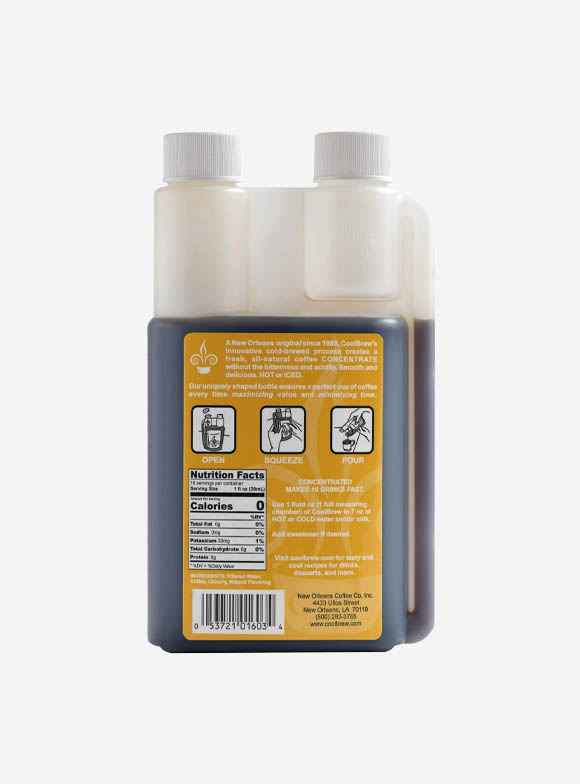 A New Orleans original since 1989, CoolBrew's
innovative cold-brewed process creates a
fresh, all-natural coffee CONCENTRATE
without the bitterness and acidity. Smooth and
delicious. HOT or ICED.
Our uniquely shaped bottle ensures a perfect cup of coffee
every time maximizing value and minimizing time.
OPEN
SQUEEZE
POUR
Nutrition Facts
16 servings per container
Serving Size 1 fl oz (30mL)
Amount Per Serving
Calories 0
%DV*
Total Fat 0g 0%
Sodium 0mg 0%
Potassium 33mg 1%
Total Carbohydrate 0g 0%
Protein 0g
* %DV = %Daily Value
INGREDIENTS: Filtered Water,
Coffee, Chicory, Natural Flavoring
CONCENTRATED
MAKES 16 DRINKS FAST.
Use 1 fluid oz (1 full measuring
chamber) of CoolBrew to 7 oz of
HOT or COLD water and/or milk.
Add sweetener if desired.
Visit coolbrew.com for tasty and
cool recipes for drinks,
desserts, and more.
New Orleans Coffee Co, Inc.
4433 Ulloa Street
New Orleans, LA 70119
(800) 293-3765
www.coolbrew.com
0 53721 01603 4